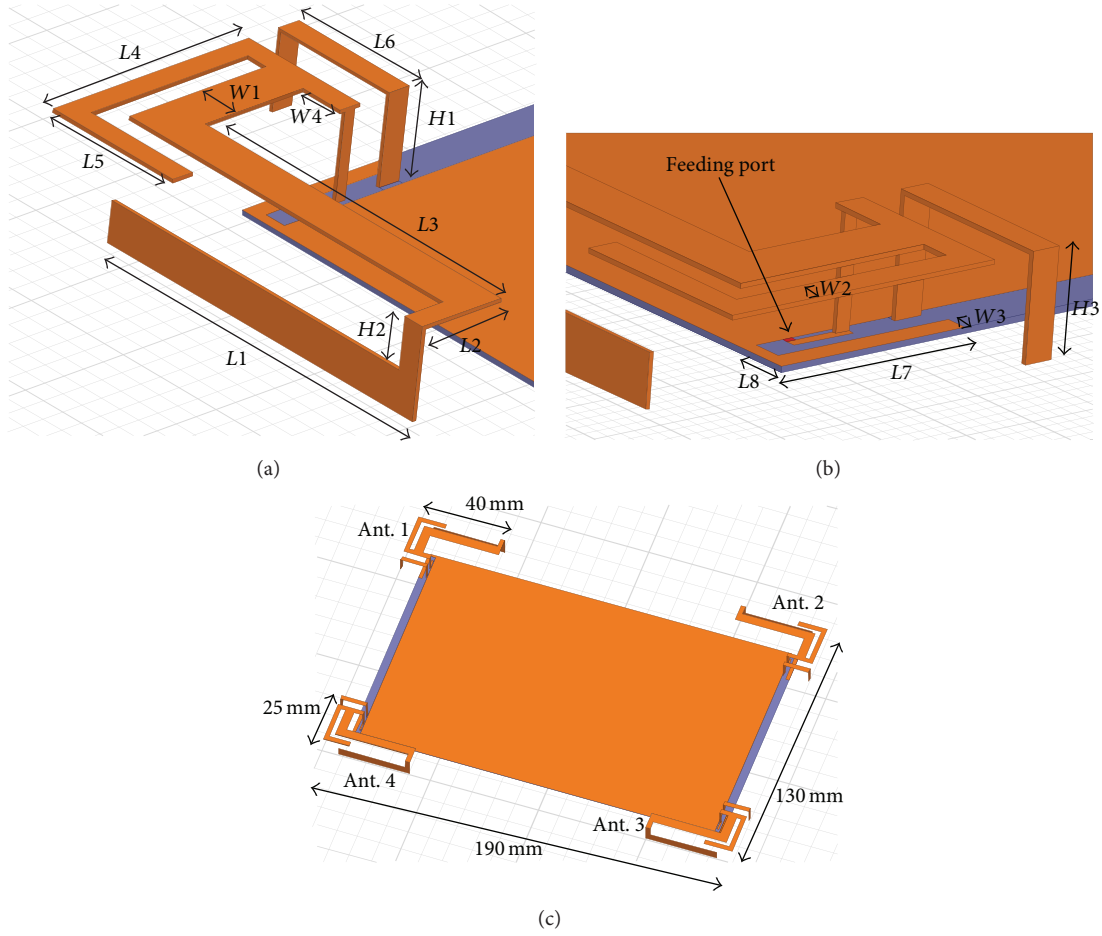 L4
L6
W1
W4
H1
L5
L3
H2
L2
L1
(a)
Feeding port
W2
W3
H3
L8
L7
(b)
40 mm
Ant. 1
Ant. 2
25 mm
Ant. 4
130 mm
Ant. 3
190 mm
(c)